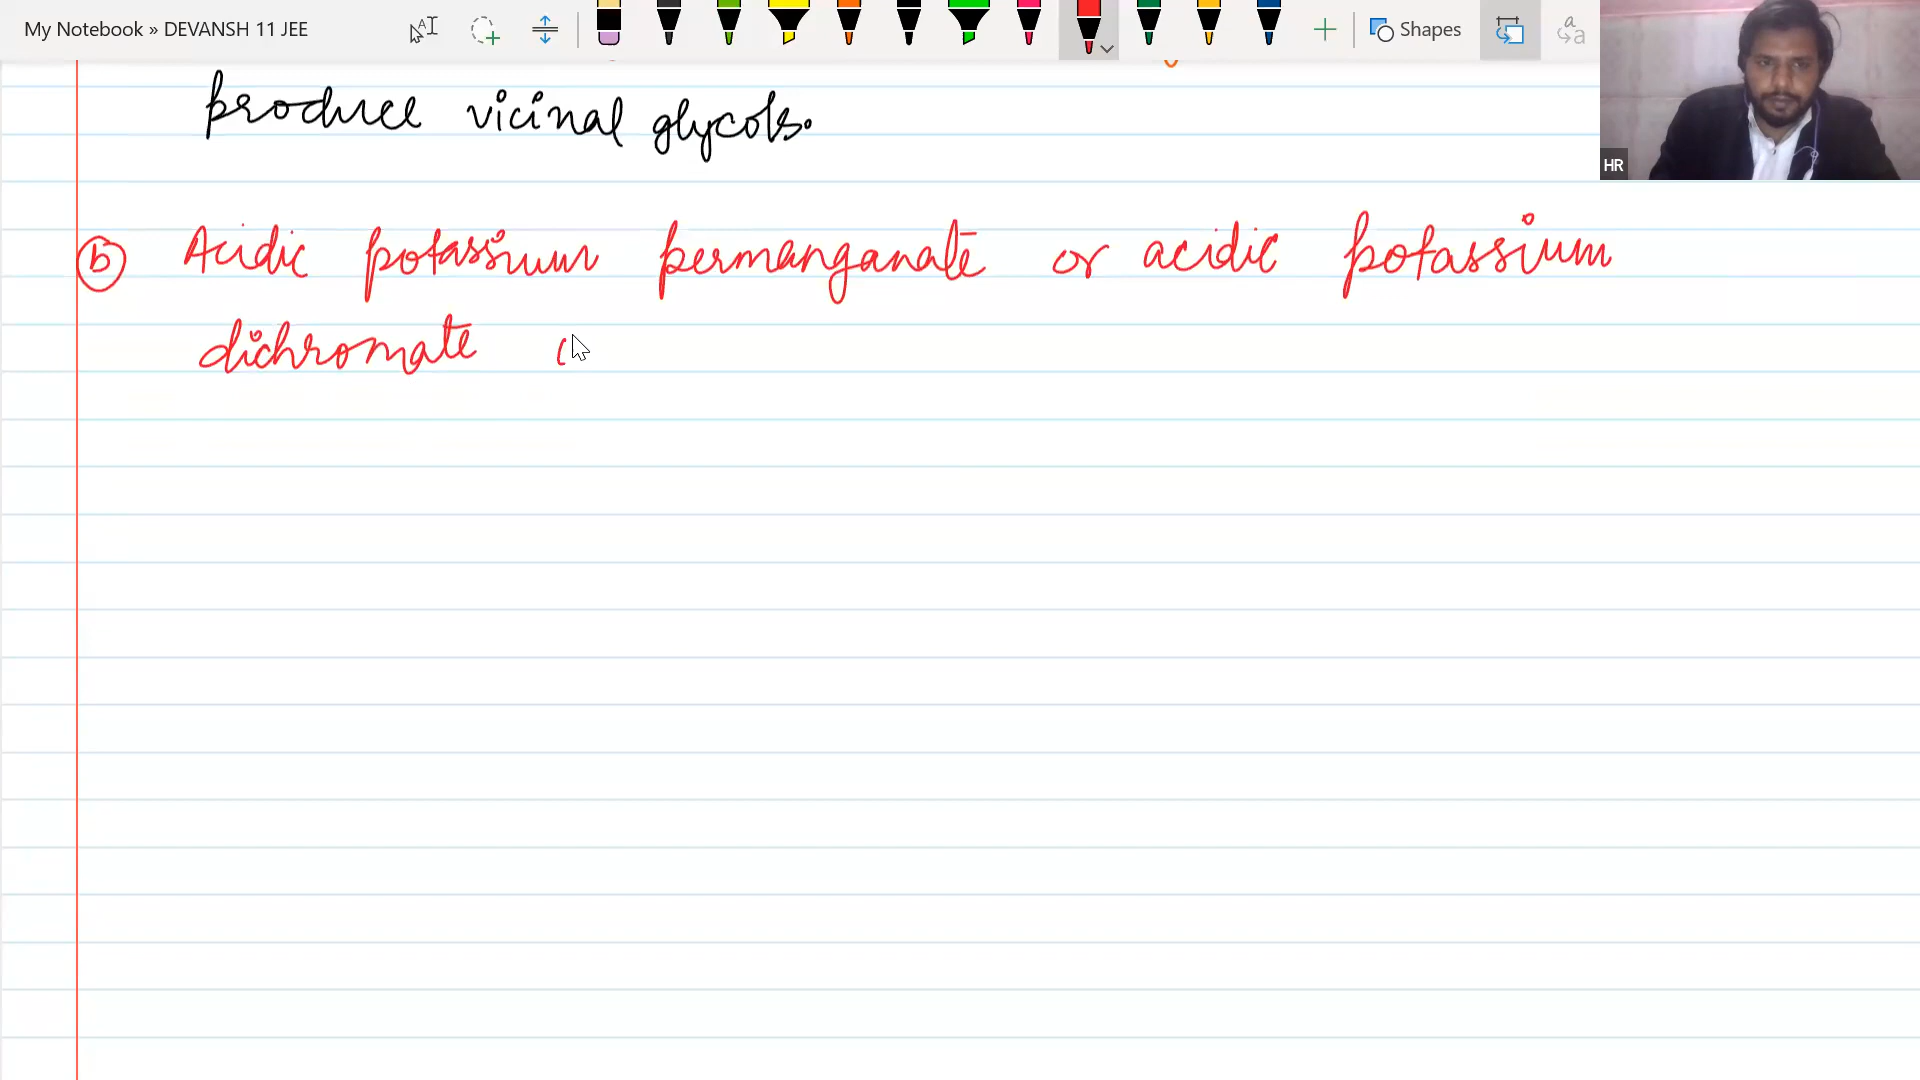 My Notebook » DEVANSH 11 JEE
Shapes
HR
produce vicinal glycols.
b Acidic potassium permanganate or acidic potassium
dichromate